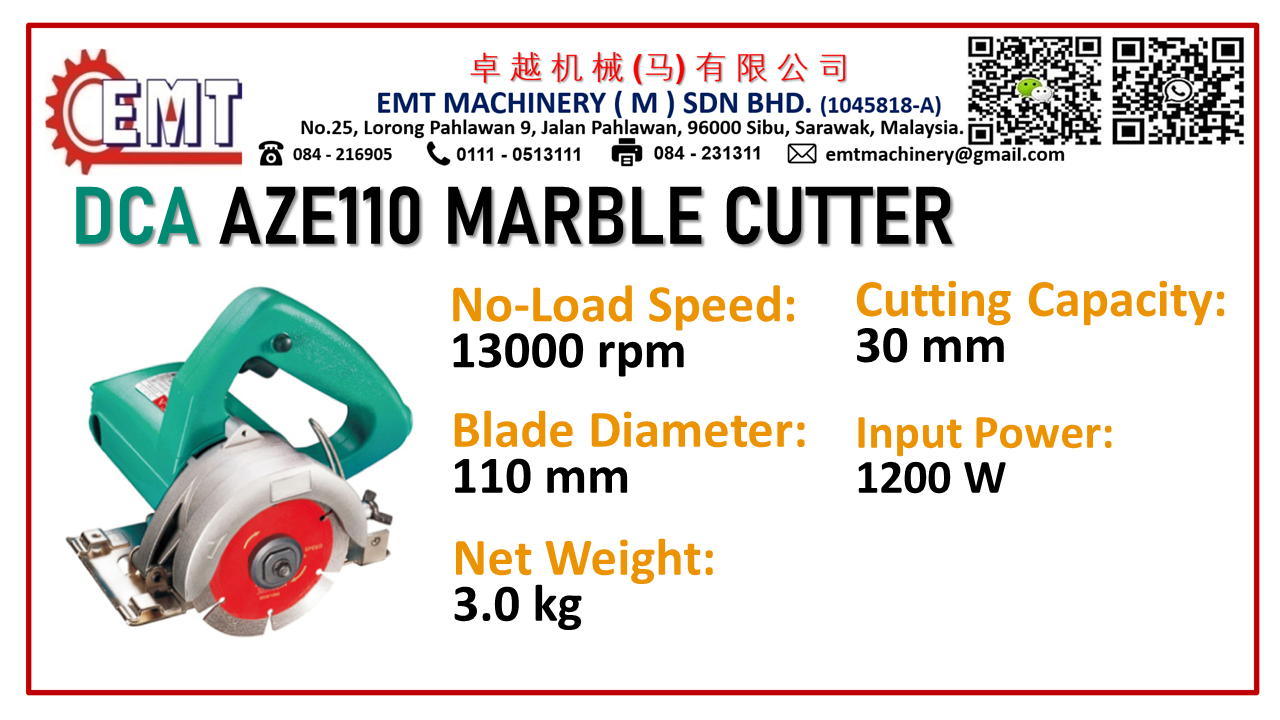 EMT
卓越机械(马)有限公司
EMT MACHINERY ( M ) SDN BHD. (1045818-A)
No.25, Lorong Pahlawan 9, Jalan Pahlawan, 96000 Sibu, Sarawak, Malaysia.
084 - 216905 0111 - 0513111 084 - 231311 emtmachinery@gmail.com
DCA AZE110 MARBLE CUTTER
No-Load Speed:
13000 rpm
Cutting Capacity:
30 mm
Blade Diameter:
110 mm
Input Power:
1200 W
Net Weight:
3.0 kg